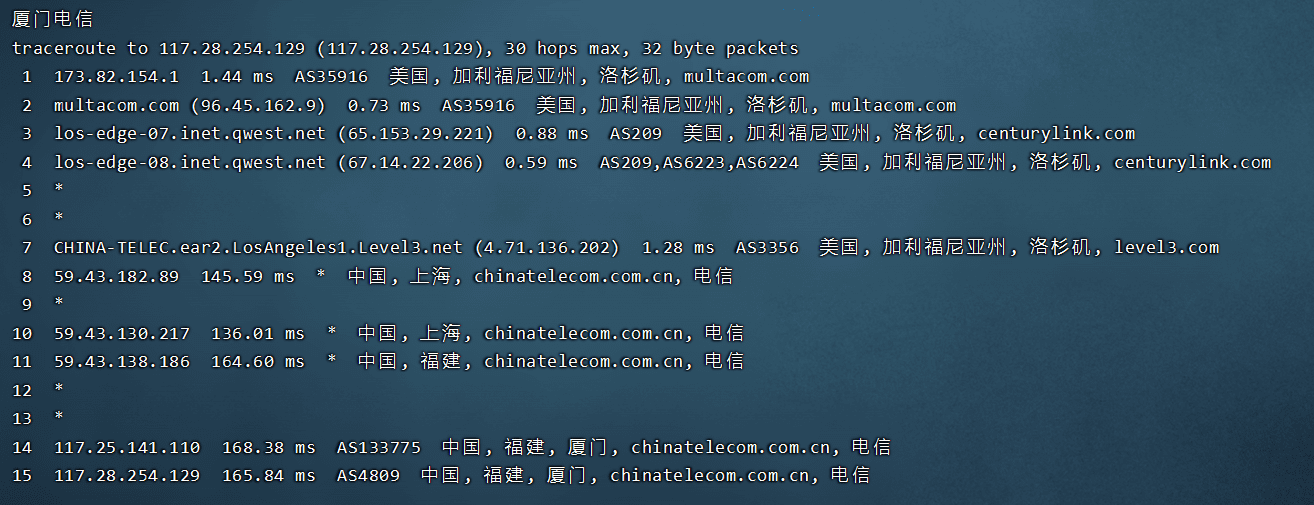 厦门电信
traceroute to 117.28.254.129 (117.28.254.129), 30 hops max, 32 byte packets
1 173.82.154.1 1.44 ms AS35916 美国, 加利福尼亚州, 洛杉矶, multacom.com
2 multacom.com (96.45.162.9) 0.73 ms AS35916 美国, 加利福尼亚州, 洛杉矶, multacom.com
3 los-edge-07.inet.qwest.net (65.153.29.221) 0.88 ms AS209 美国, 加利福尼亚州, 洛杉矶, centurylink.com
4 los-edge-08.inet.qwest.net (67.14.22.206) 0.59 ms AS209,AS6223,AS6224 美国, 加利福尼亚州, 洛杉矶, centurylink.com
5 *
6 *
7 CHINA-TELEC.ear2.LosAngeles1.Level3.net (4.71.136.202) 1.28 ms AS3356 美国, 加利福尼亚州, 洛杉矶, level3.com
8 59.43.182.89 145.59 ms * 中国, 上海, chinatelecom.com.cn, 电信
9 *
10 59.43.130.217 136.01 ms * 中国, 上海, chinatelecom.com.cn, 电信
11 59.43.138.186 164.60 ms * 中国, 福建, chinatelecom.com.cn, 电信
12 *
13 *
14 117.25.141.110 168.38 ms AS133775 中国, 福建, 厦门, chinatelecom.com.cn, 电信
15 117.28.254.129 165.84 ms AS4809 中国, 福建, 厦门, chinatelecom.com.cn, 电信